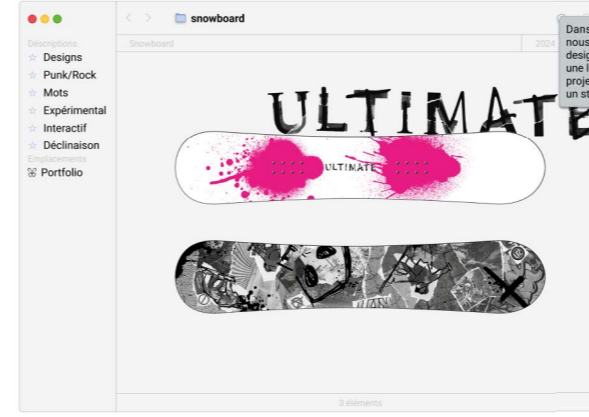 snowboard
Descriptions
Designs
Punk/Rock
Mots
Expérimental
Interactif
Déclinaison
Emplacements
Portfolio
Snowboard
2024
Dans
nous
desig
une l
proje
un st
ULTIMATE
ULTIMATE
3 éléments